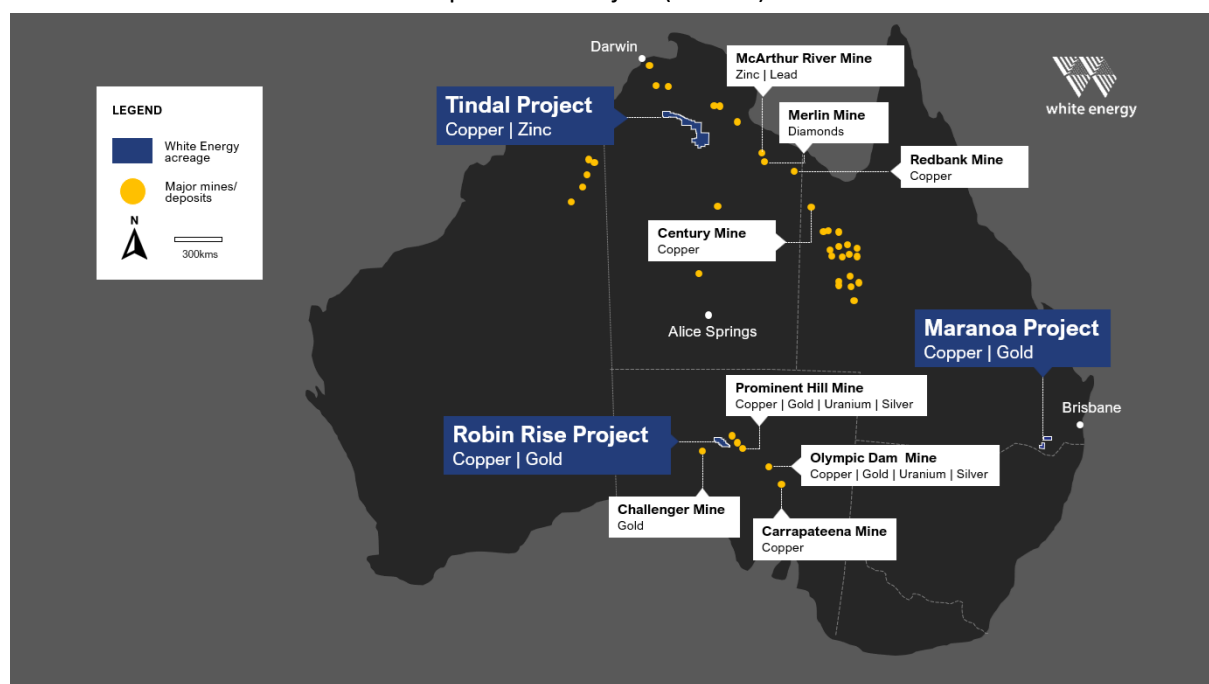 Darwin
McArthur River Mine
Zinc | Lead
white energy
LEGEND
White Energy
acreage
Major mines/
deposits
N
300kms
Tindal Project
Copper | Zinc
Merlin Mine
Diamonds
Redbank Mine
Copper
Century Mine
Copper
Alice Springs
Maranoa Project
Copper | Gold
Prominent Hill Mine
Copper | Gold | Uranium | Silver
Brisbane
Robin Rise Project
Copper | Gold
Olympic Dam Mine
Copper | Gold | Uranium | Silver
Challenger Mine
Gold
Carrapateena Mine
Copper